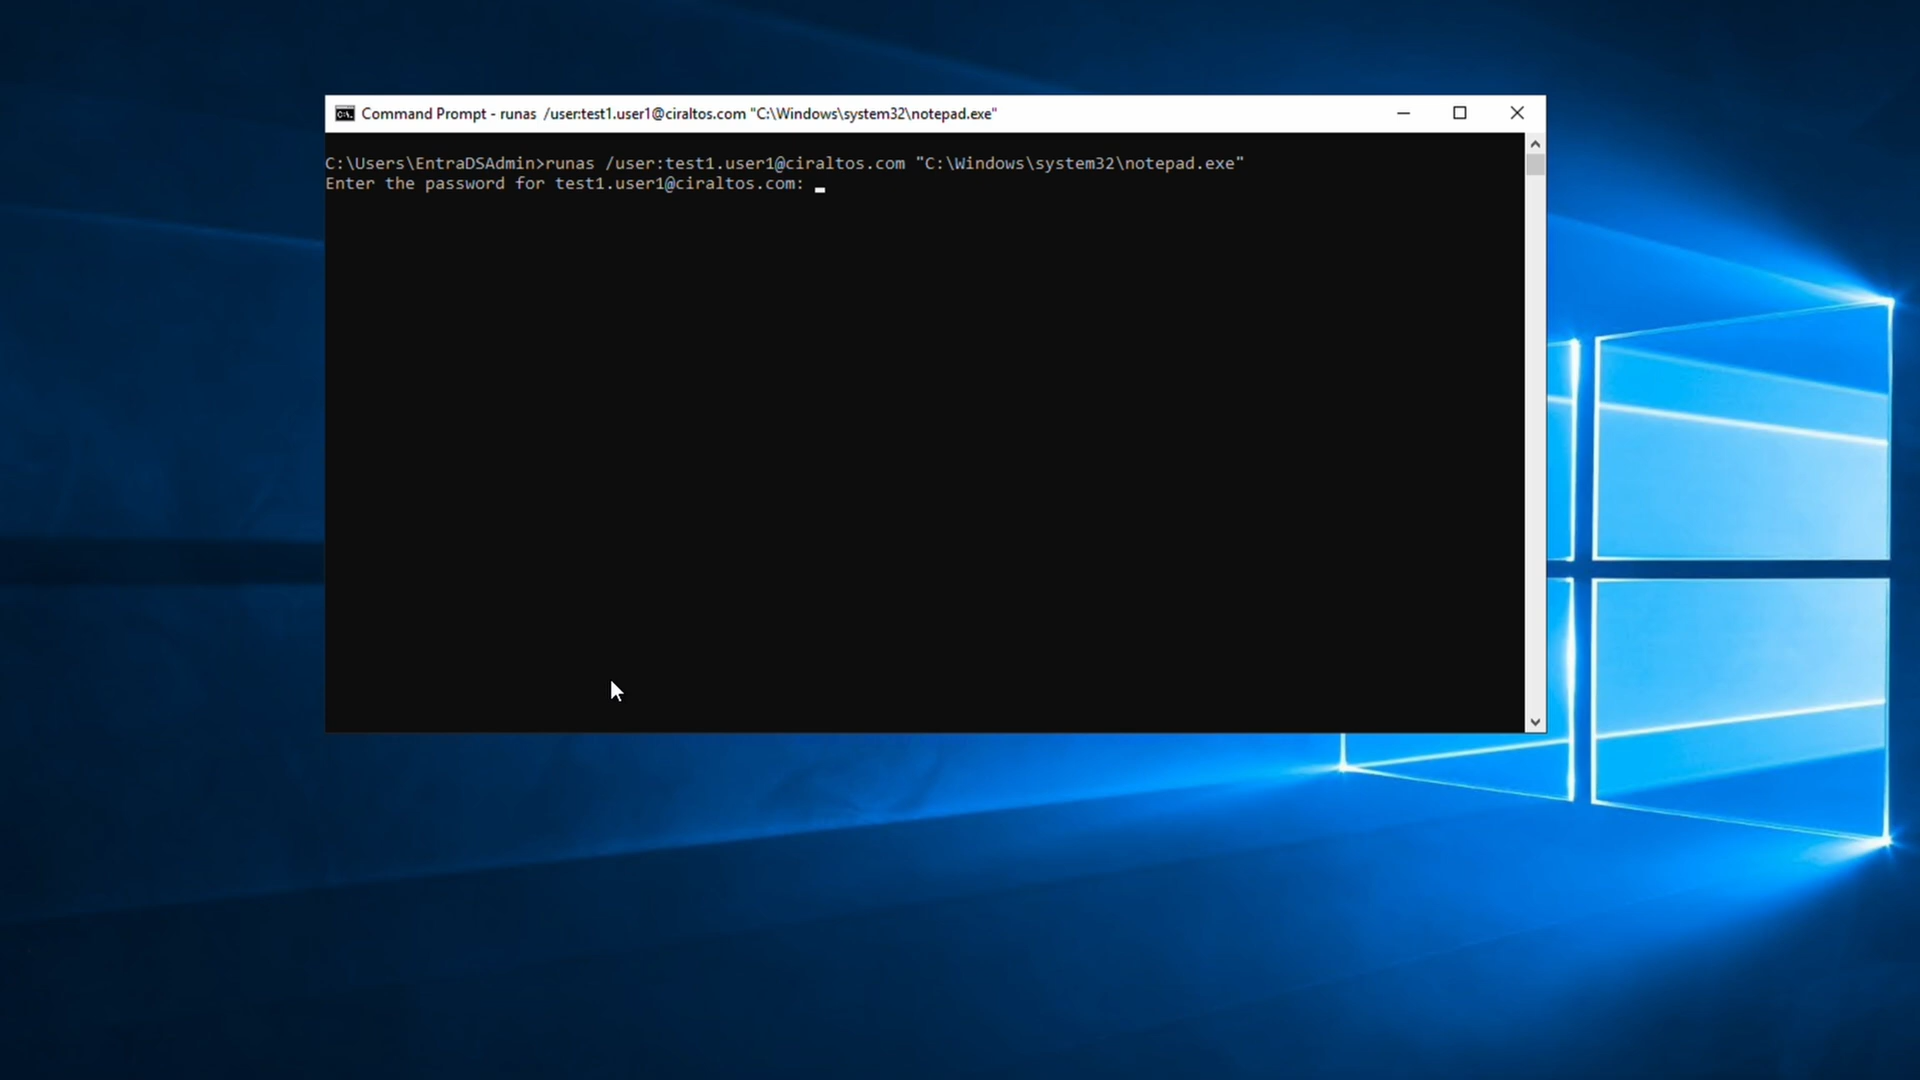 Command Prompt - runas  /user:test1.user1@ciraltos.com "C:\Windows\system32\notepad.exe"
C:\Users\EntraDSAdmin>runas /user:test1.user1@ciraltos.com "C:\Windows\system32\notepad.exe"
Enter the password for test1.user1@ciraltos.com: _